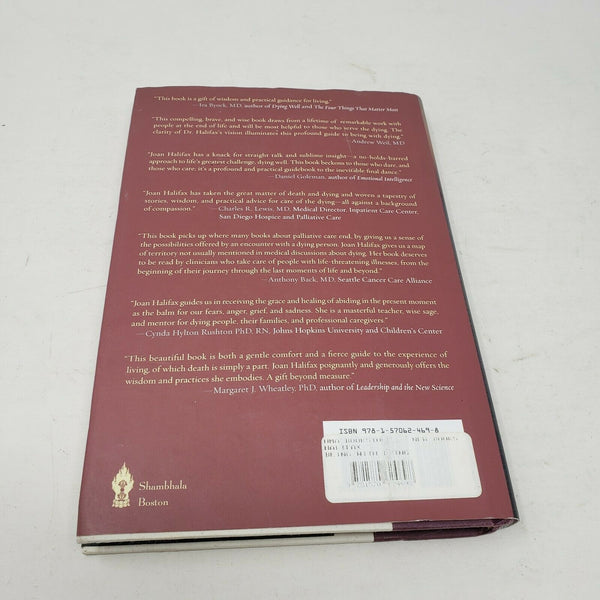 "This book is a gift of wisdom and practical guidance for living."
—Ira Byock, MD, author of Dying Well and The Four Things That Matter Most
"This compelling, brave, and wise book draws from a lifetime of remarkable work with
people at the end of life and will be most helpful to those who serve the dying. The
clarity of Dr. Halifax's vision illuminates this profound guide to being with dying."
—Andrew Weil, MD
"Joan Halifax has a knack for straight talk and sublime insight—a no-holds-barred
approach to life's greatest challenge, dying well. This book beckons to those who dare, and
those who care; it's a profound and practical guidebook to the inevitable final dance."
—Daniel Goleman, author of Emotional Intelligence
"Joan Halifax has taken the great matter of death and dying and woven a tapestry of
stories, wisdom, and practical advice for care of the dying—all against a background
of compassion." —Charles R. Lewis, MD, Medical Director, Inpatient Care Center,
San Diego Hospice and Palliative Care
"This book picks up where many books about palliative care end, by giving us a sense of
the possibilities offered by an encounter with a dying person. Joan Halifax gives us a map
of territory not usually mentioned in medical discussions about dying. Her book deserves
to be read by clinicians who take care of people with life-threatening illnesses, from the
beginning of their journey through the last moments of life and beyond."
—Anthony Back, MD, Seattle Cancer Care Alliance
"Joan Halifax guides us in receiving the grace and healing of abiding in the present moment
as the balm for our fears, anger, grief, and sadness. She is a masterful teacher, wise sage,
and mentor for dying people, their families, and professional caregivers."
—Cynda Hylton Rushton PhD, RN, Johns Hopkins University and Children's Center
"This beautiful book is both a gentle comfort and a fierce guide to the experience of
living, of which death is simply a part. Joan Halifax poignantly and generously offers the
wisdom and practices she embodies. A gift beyond measure."
—Margaret J. Wheatley, PhD, author of Leadership and the New Science
ISBN 978-1-57062-469-8
NEW BOOKS
HALIFAX
BEING WITH DYING
Shambhala
Boston